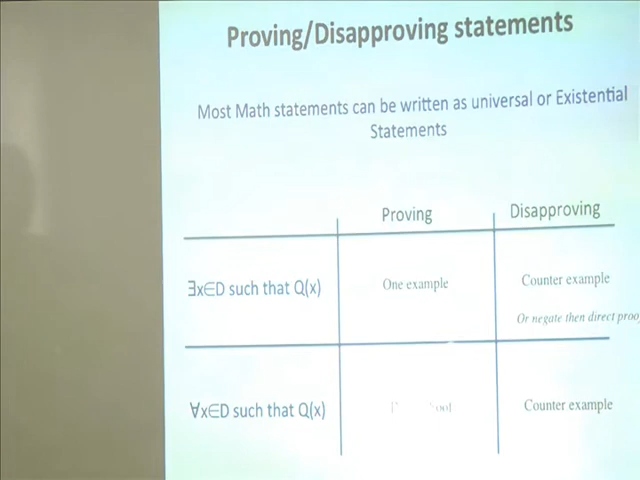 Proving/Disapproving statements
Most Math statements can be written as universal or Existential
Statements
Proving
Disapproving
∃x∈D such that Q(x)
One example
Counter example
Or negate then direct
∀x∈D such that Q(x)
Counter example